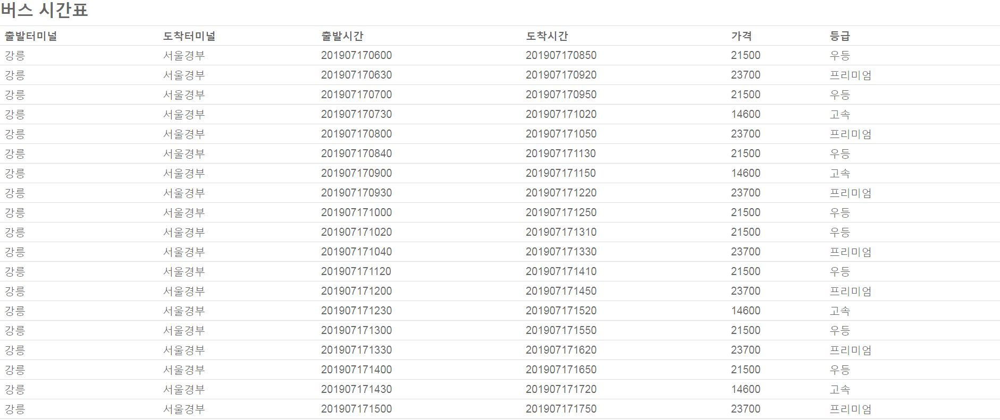 버스 시간표
출발터미널 도착터미널 출발시간 도착시간 가격 등급
강릉 서울경부 201907170600 201907170850 21500 우등
강릉 서울경부 201907170630 201907170920 23700 프리미엄
강릉 서울경부 201907170700 201907170950 21500 우등
강릉 서울경부 201907170730 201907171020 14600 고속
강릉 서울경부 201907170800 201907171050 23700 프리미엄
강릉 서울경부 201907170840 201907171130 21500 우등
강릉 서울경부 201907170900 201907171150 14600 고속
강릉 서울경부 201907170930 201907171220 23700 프리미엄
강릉 서울경부 201907171000 201907171250 21500 우등
강릉 서울경부 201907171020 201907171310 21500 우등
강릉 서울경부 201907171040 201907171330 23700 프리미엄
강릉 서울경부 201907171120 201907171410 21500 우등
강릉 서울경부 201907171200 201907171450 23700 프리미엄
강릉 서울경부 201907171230 201907171520 14600 고속
강릉 서울경부 201907171300 201907171550 21500 우등
강릉 서울경부 201907171330 201907171620 23700 프리미엄
강릉 서울경부 201907171400 201907171650 21500 우등
강릉 서울경부 201907171430 201907171720 14600 고속
강릉 서울경부 201907171500 201907171750 23700 프리미엄